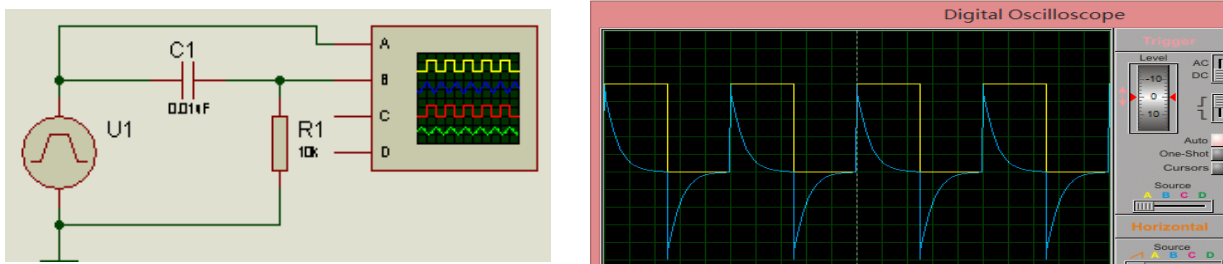 C1
0.01uF
U1
R1
10k
A
B
C
D
Digital Oscilloscope
Trigger
Level
AC
DC
-10
0
10
Auto
One-Shot
Cursors
Source
A B C D
Horizontal
Source
A B C D